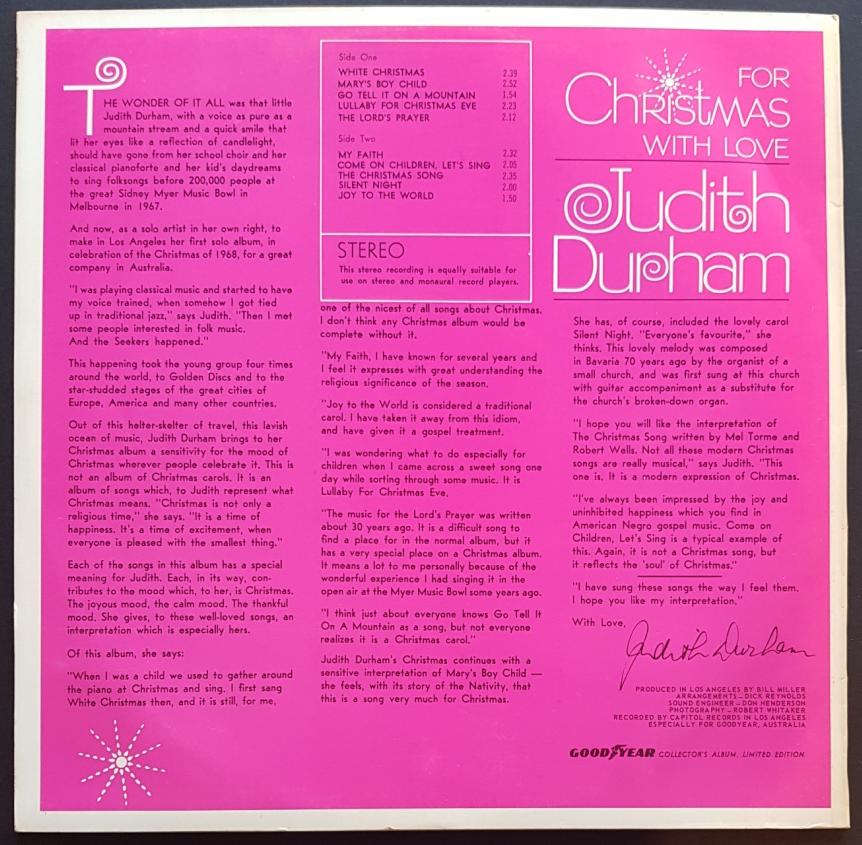 THE WONDER OF IT ALL was that little
Judith Durham, with a voice as pure as a
mountain stream and a quick smile that
lit her eyes like a reflection of candlelight,
should have gone from her school choir and her
classical pianoforte and her kid's daydreams
to sing folksongs before 200,000 people at
the great Sidney Myer Music Bowl in
Melbourne in 1967.
And now, as a solo artist in her own right, to
make in Los Angeles her first solo album, in
celebration of the Christmas of 1968, for a great
company in Australia.
"I was playing classical music and started to have
my voice trained, when somehow I got tied
up in traditional jazz," says Judith. "Then I met
some people interested in folk music.
And the Seekers happened."
This happening took the young group four times
around the world, to Golden Discs and to the
star-studded stages of the great cities of
Europe, America and many other countries.
Out of this helter-skelter of travel, this lavish
ocean of music, Judith Durham brings to her
Christmas album a sensitivity for the mood of
Christmas wherever people celebrate it. This is
not an album of Christmas carols. It is an
album of songs which, to Judith represent what
Christmas means. "Christmas is not only a
religious time," she says. "It is a time of
happiness. It's a time of excitement, when
everyone is pleased with the smallest thing."
Each of the songs in this album has a special
meaning for Judith. Each, in its way, con-
tributes to the mood which, to her, is Christmas.
The joyous mood, the calm mood. The thankful
mood. She gives, to these well-loved songs, an
interpretation which is especially hers.
Of this album, she says:
"When I was a child we used to gather around
the piano at Christmas and sing. I first sang
White Christmas then, and it is still, for me,
Side One
WHITE CHRISTMAS 2.39
MARY'S BOY CHILD 2.52
GO TELL IT ON A MOUNTAIN 1.54
LULLABY FOR CHRISTMAS EVE 2.23
THE LORD'S PRAYER 2.12
Side Two
MY FAITH 2.32
COME ON CHILDREN, LET'S SING 2.05
THE CHRISTMAS SONG 2.35
SILENT NIGHT 2.00
JOY TO THE WORLD 1.50
STEREO
This stereo recording is equally suitable for
use on stereo and monaural record players.
one of the nicest of all songs about Christmas.
I don't think any Christmas album would be
complete without it.
"My Faith, I have known for several years and
I feel it expresses with great understanding the
religious significance of the season.
"Joy to the World is considered a traditional
carol. I have taken it away from this idiom,
and have given it a gospel treatment.
"I was wondering what to do especially for
children when I came across a sweet song one
day while sorting through some music. It is
Lullaby For Christmas Eve.
"The music for the Lord's Prayer was written
about 30 years ago. It is a difficult song to
find a place for in the normal album, but it
has a very special place on a Christmas album.
It means a lot to me personally because of the
wonderful experience I had singing it in the
open air at the Myer Music Bowl some years ago.
"I think just about everyone knows Go Tell It
On A Mountain as a song, but not everyone
realizes it is a Christmas carol."
Judith Durham's Christmas continues with a
sensitive interpretation of Mary's Boy Child —
she feels, with its story of the Nativity, that
this is a song very much for Christmas.
FOR
CHRISTMAS
WITH LOVE
Judith
Durham
She has, of course, included the lovely carol
Silent Night. "Everyone's favourite," she
thinks. This lovely melody was composed
in Bavaria 70 years ago by the organist of a
small church, and was first sung at this church
with guitar accompaniment as a substitute for
the church's broken-down organ.
"I hope you will like the interpretation of
The Christmas Song written by Mel Torme and
Robert Wells. Not all modern Christmas
songs are really musical," says Judith. "This
one is. It is a modern expression of Christmas.
"I've always been impressed by the joy and
uninhibited happiness which you find in
American Negro gospel music. Come on
Children, Let's Sing is a typical example of
this. Again, it is not a Christmas song, but
it reflects the 'soul' of Christmas."
"I have sung these songs the way I feel them.
I hope you like my interpretation."
With Love,
Judith Durham
PRODUCED IN LOS ANGELES BY BILL MILLER
ARRANGEMENTS – DICK REYNOLDS
SOUND ENGINEER – DON HENDERSON
PHOTOGRAPHY – ROBERT WHITAKER
RECORDED BY CAPITOL RECORDS IN LOS ANGELES
ESPECIALLY FOR GOODYEAR, AUSTRALIA
GOODYEAR COLLECTOR'S ALBUM, LIMITED EDITION